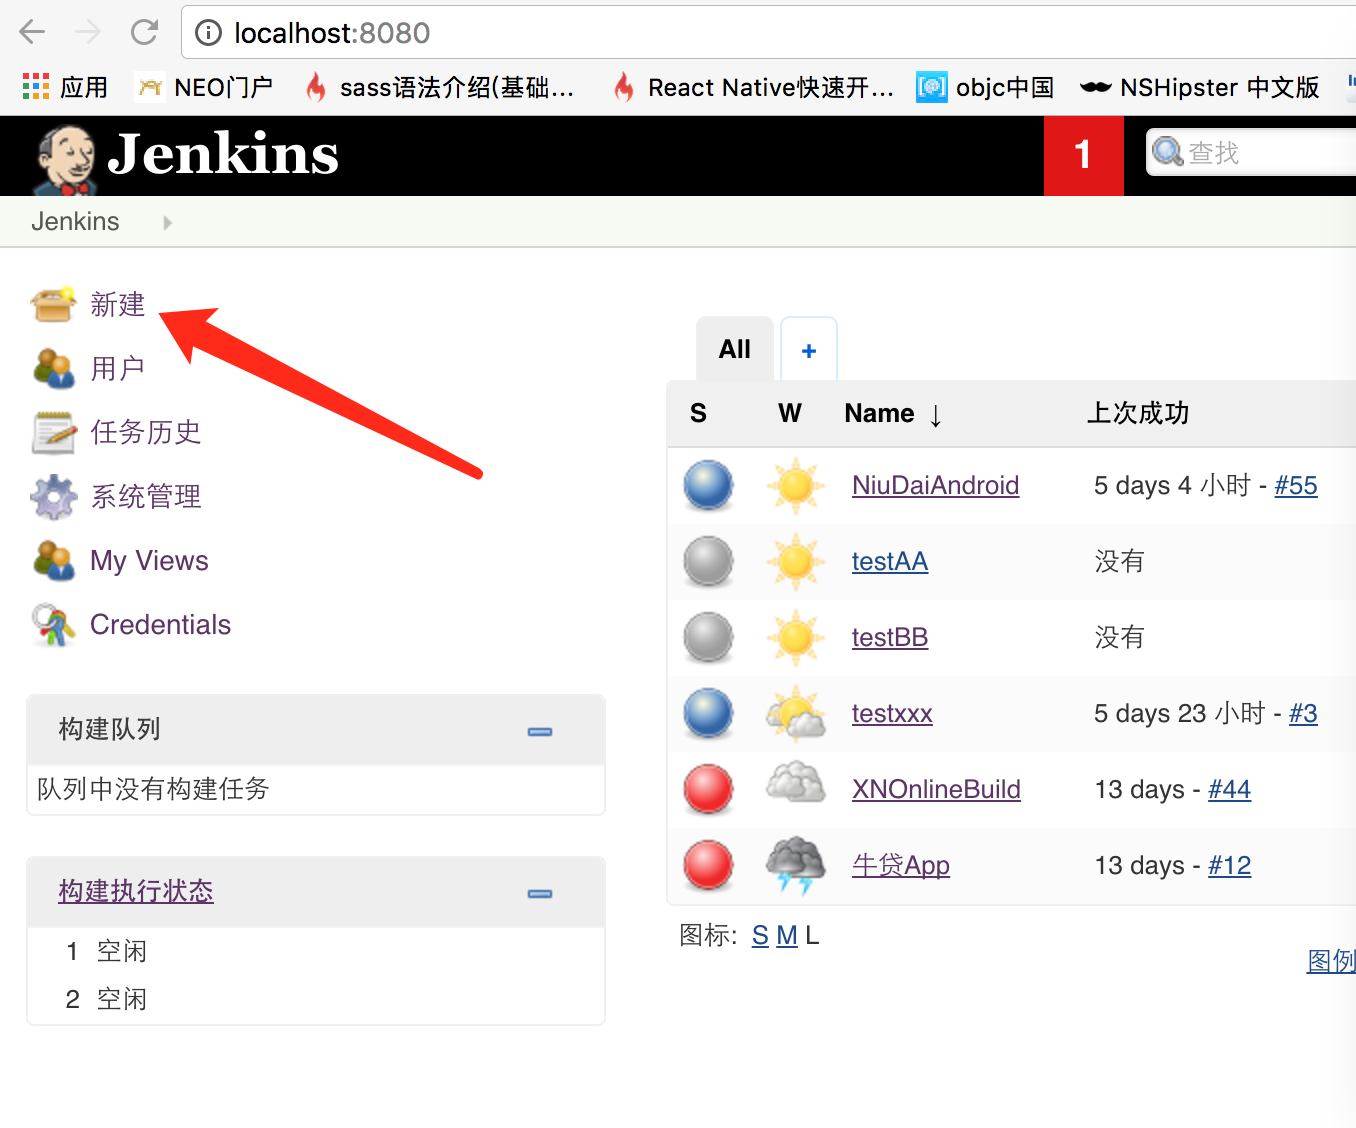 localhost:8080
应用 NEO门户 sass语法介绍(基础... React Native快速开... objc中国 NSHipster 中文版
Jenkins 1 查找
Jenkins
新建
用户
任务历史
系统管理
My Views
Credentials
构建队列
队列中没有构建任务
构建执行状态
1 空闲
2 空闲
All +
S W Name ↓ 上次成功
NiuDaiAndroid 5 days 4 小时 - #55
testAA 没有
testBB 没有
testxxx 5 days 23 小时 - #3
XNOnlineBuild 13 days - #44
牛贷App 13 days - #12
图标: S M L
图例